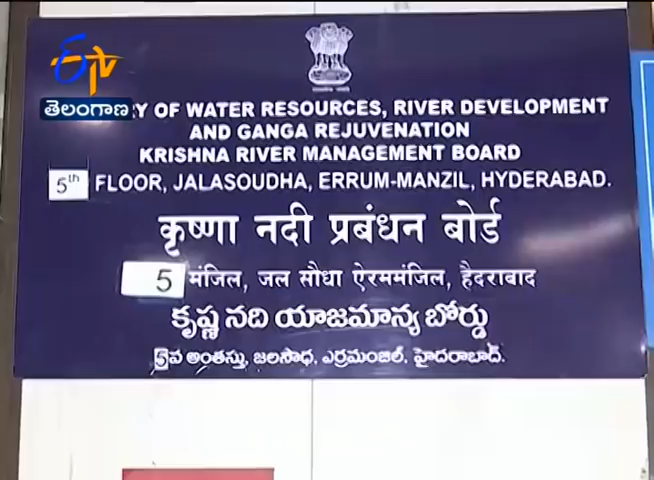 ETV
తెలంగాణ
RY OF WATER RESOURCES, RIVER DEVELOPMENT
AND GANGA REJUVENATION
KRISHNA RIVER MANAGEMENT BOARD
5th FLOOR, JALASOUDHA, ERRUM-MANZIL, HYDERABAD.
कृष्णा नदी प्रबंधन बोर्ड
5 मंजिल, जल सौधा ऐरममंजिल, हैदराबाद
కృష్ణ నది యాజమాన్య బోర్డు
5వ అంతస్తు, జలసౌధ, ఎర్రమంజిల్, హైదరాబాద్.